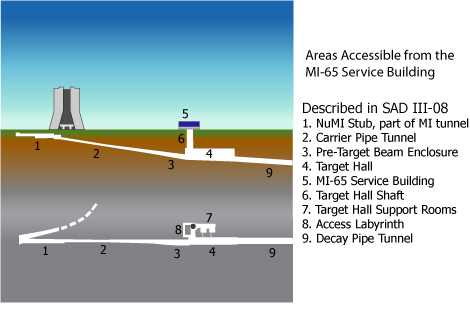 Areas Accessible from the
MI-65 Service Building
Described in SAD III-08
1. NuMI Stub, part of MI tunnel
2. Carrier Pipe Tunnel
3. Pre-Target Beam Enclosure
4. Target Hall
5. MI-65 Service Building
6. Target Hall Shaft
7. Target Hall Support Rooms
8. Access Labyrinth
9. Decay Pipe Tunnel
5
6
1
2
3
4
9
7
8
1
2
3
4
9